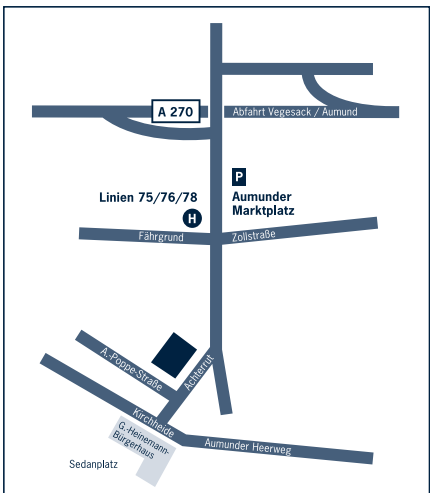 A 270
Abfahrt Vegesack / Aumund
P
Linien 75/76/78
Aumunder
Marktplatz
H
Fährgrund
Zollstraße
A.-Poppe-Straße
Achterrut
Kirchheide
G.-Heinemann-
Bürgerhaus
Aumunder Heerweg
Sedanplatz